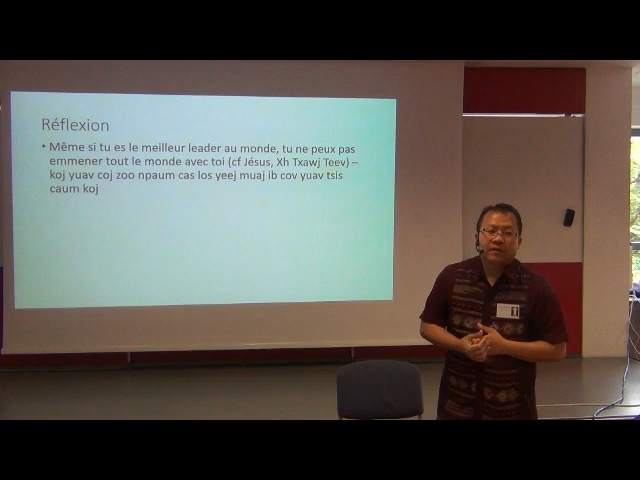 Réflexion
• Même si tu es le meilleur leader au monde, tu ne peux pas
emmener tout le monde avec toi (cf Jésus, Xh Txawj Teev) –
koj yuav coj zoo npaum cas los yeej muaj ib cov yuav tsis
caum koj